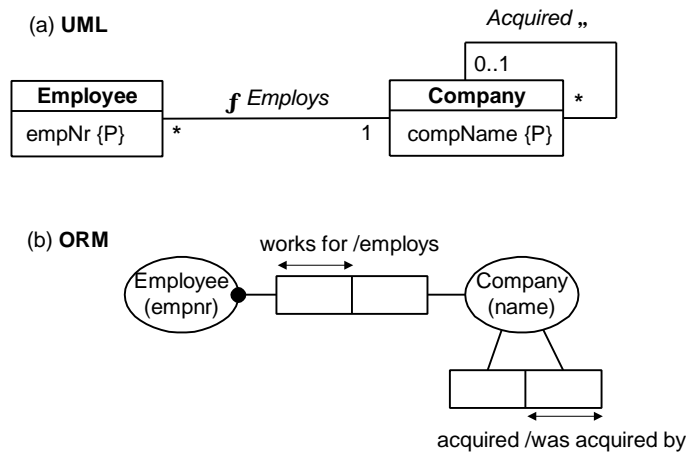 (a) UML
Acquired „
0..1
Employee
ƒ Employs
Company
*
empNr {P}
*
1
compName {P}
(b) ORM
works for /employs
Employee
(empnr)
Company
(name)
acquired /was acquired by